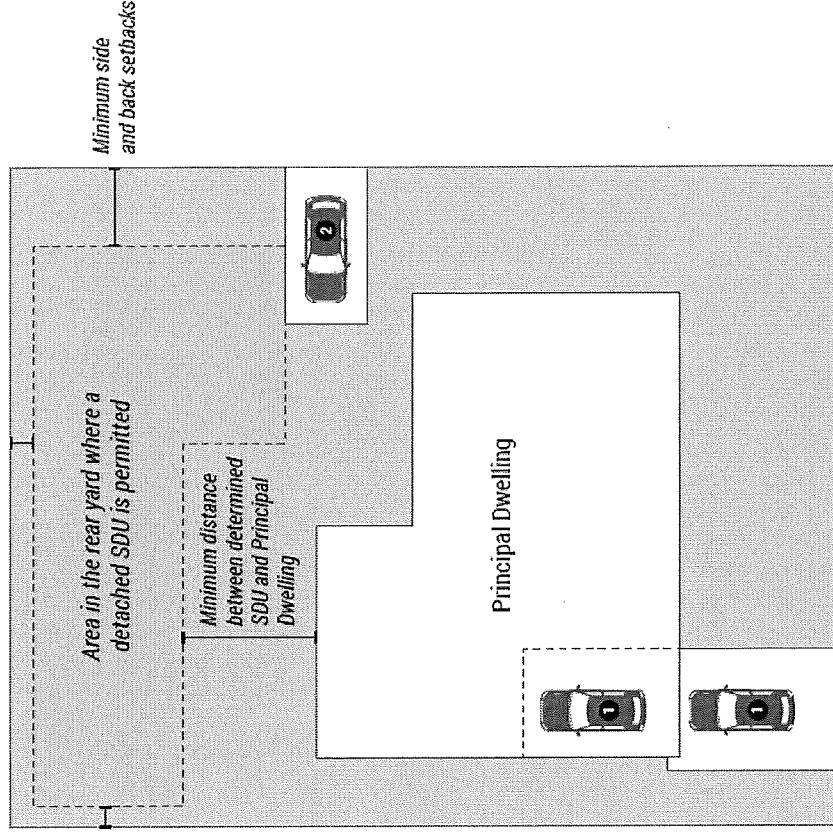 Minimum side
and back setbacks
Area in the rear yard where a
detached SDU is permitted
2
Minimum distance
between determined
SDU and Principal
Dwelling
Principal Dwelling
1
1